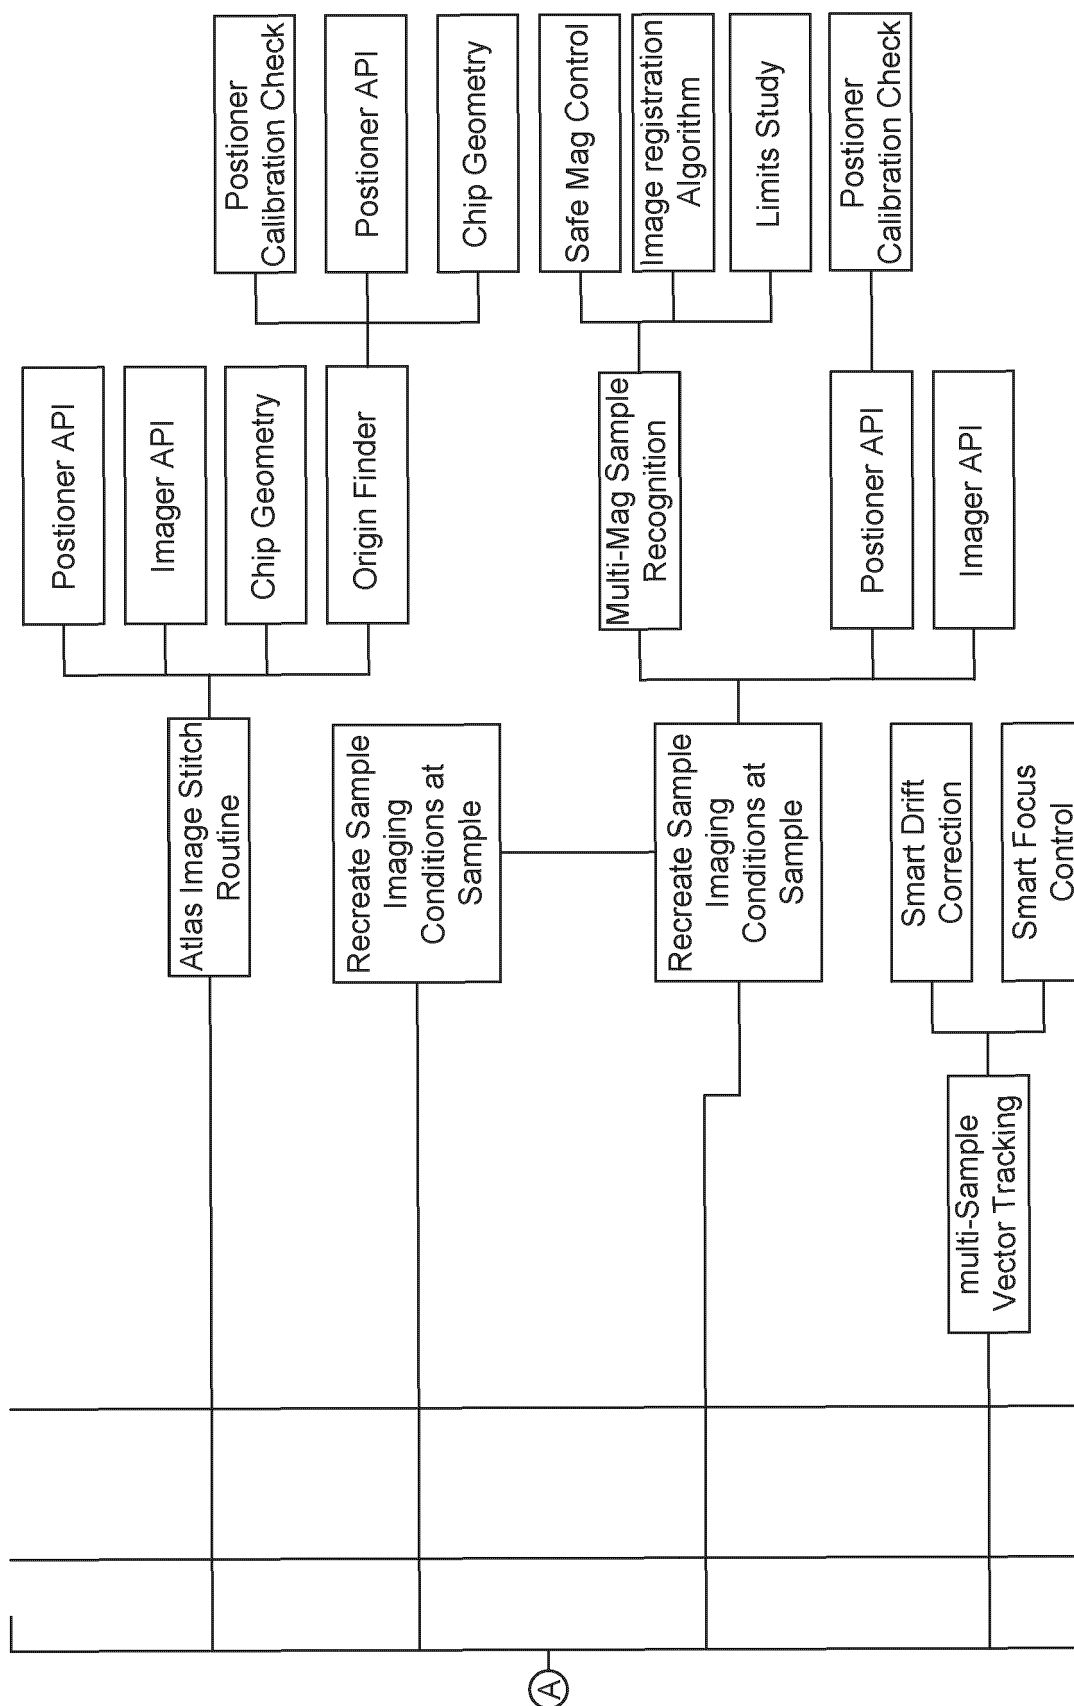 Postioner API
Imager API
Chip Geometry
Origin Finder
Postioner
Calibration Check
Postioner API
Chip Geometry
Atlas Image Stitch
Routine
Recreate Sample
Imaging
Conditions at
Sample
Recreate Sample
Imaging
Conditions at
Sample
Multi-Mag Sample
Recognition
Safe Mag Control
Image registration
Algorithm
Limits Study
Postioner API
Postioner
Calibration Check
Imager API
multi-Sample
Vector Tracking
Smart Drift
Correction
Smart Focus
Control
A